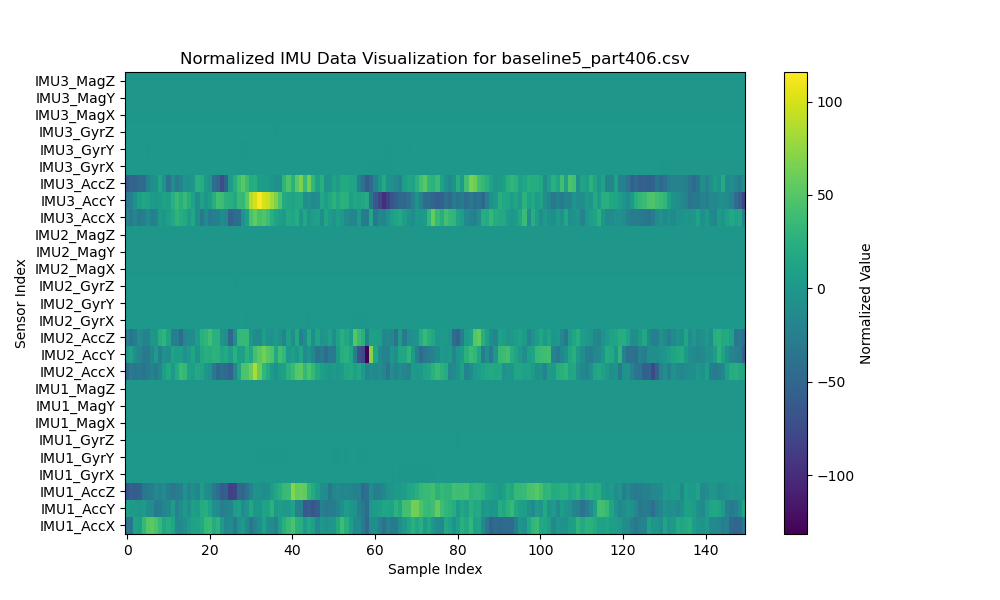 Normalized IMU Data Visualization for baseline5_part406.csv
IMU3_MagZ
IMU3_MagY
IMU3_MagX
IMU3_GyrZ
IMU3_GyrY
IMU3_GyrX
IMU3_AccZ
IMU3_AccY
IMU3_AccX
IMU2_MagZ
IMU2_MagY
IMU2_MagX
IMU2_GyrZ
IMU2_GyrY
IMU2_GyrX
IMU2_AccZ
IMU2_AccY
IMU2_AccX
IMU1_MagZ
IMU1_MagY
IMU1_MagX
IMU1_GyrZ
IMU1_GyrY
IMU1_GyrX
IMU1_AccZ
IMU1_AccY
IMU1_AccX
Sensor Index
0 20 40 60 80 100 120 140
Sample Index
100
50
0
−50
−100
Normalized Value